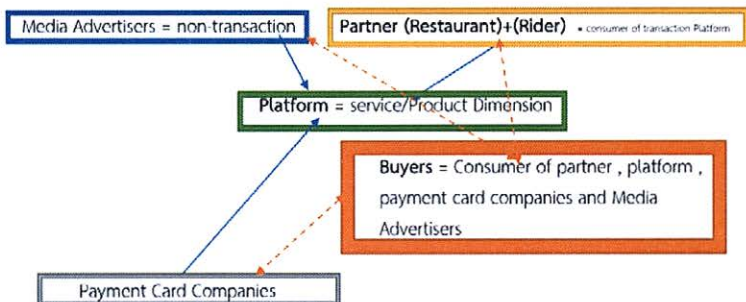 Media Advertisers = non-transaction
Partner (Restaurant)+(Rider) = consumer of transaction Platform
Platform = service/Product Dimension
Buyers = Consumer of partner , platform ,
payment card companies and Media
Advertisers
Payment Card Companies